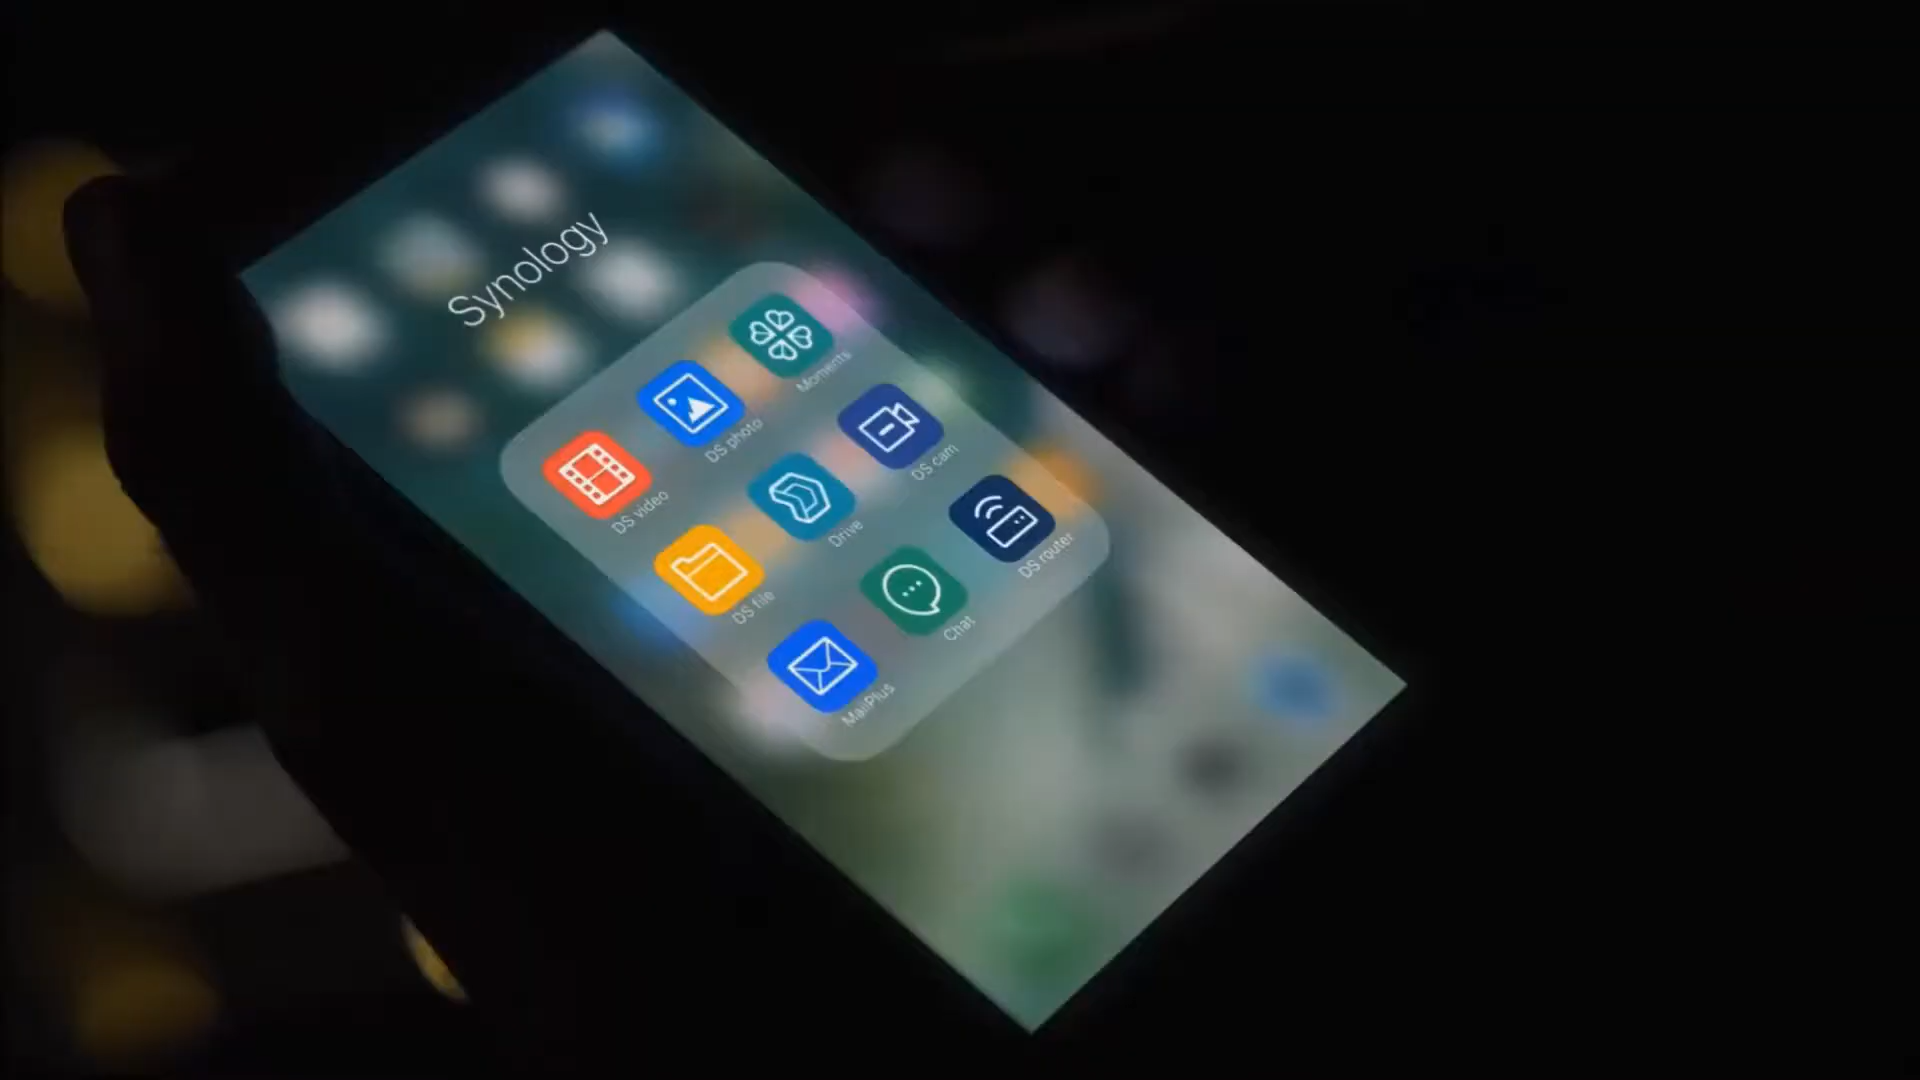 Synology
DS video
DS photo
Moments
DS file
Drive
DS cam
MailPlus
Chat
DS router